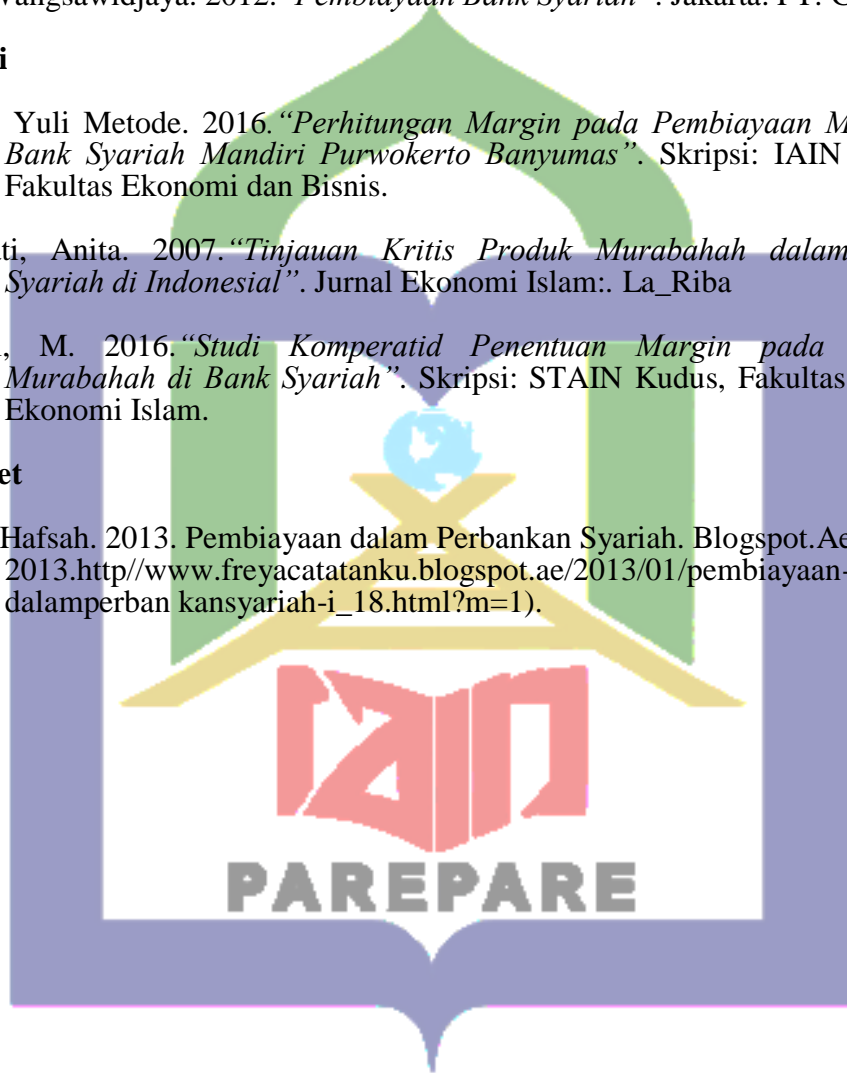 Wangsawidjaya. 2012. "Pembiayaan Bank Syariah". Jakarta: PT.
i
Yuli Metode. 2016. “Perhitungan Margin pada Pembiayaan M
Bank Syariah Mandiri Purwokerto Banyumas”. Skripsi: IAIN
Fakultas Ekonomi dan Bisnis.
ti, Anita. 2007. “Tinjauan Kritis Produk Murabahah dalam
Syariah di Indonesial”. Jurnal Ekonomi Islam:. La_Riba
, M. 2016. “Studi Komperatid Penentuan Margin pada
Murabahah di Bank Syariah”. Skripsi: STAIN Kudus, Fakultas
Ekonomi Islam.
et
Hafsah. 2013. Pembiayaan dalam Perbankan Syariah. Blogspot.Ae
2013.http//www.freyacatatanku.blogspot.ae/2013/01/pembiayaan-
dalamperban kansyariah-i_18.html?m=1).
IAIN
PAREPARE